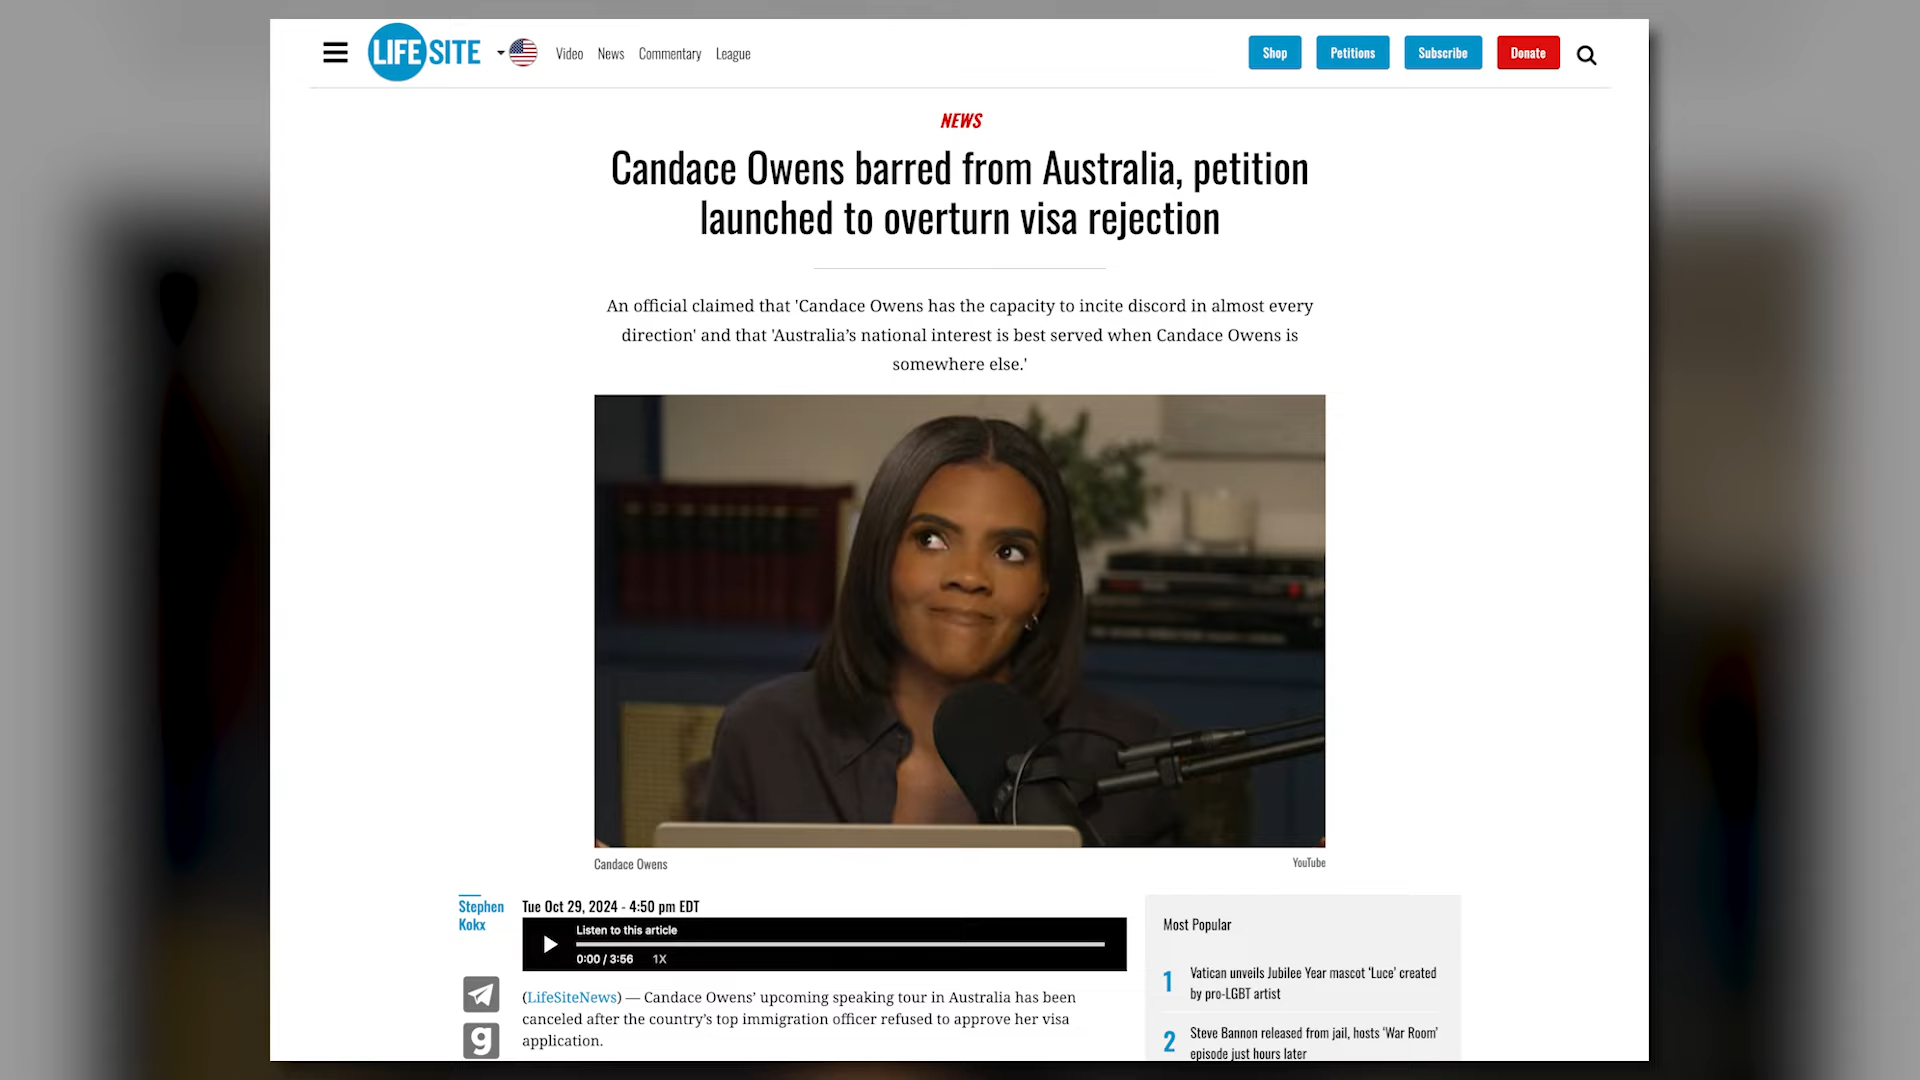 LIFE SITE
Video News Commentary League
Shop Petitions Subscribe Donate
NEWS
Candace Owens barred from Australia, petition
launched to overturn visa rejection
An official claimed that 'Candace Owens has the capacity to incite discord in almost every
direction' and that 'Australia’s national interest is best served when Candace Owens is
somewhere else.'
Candace Owens
YouTube
Stephen
Kokx
Tue Oct 29, 2024 - 4:50 pm EDT
Listen to this article
0:00 / 3:56 1X
(LifeSiteNews) — Candace Owens’ upcoming speaking tour in Australia has been
canceled after the country’s top immigration officer refused to approve her visa
application.
g
Most Popular
1 Vatican unveils Jubilee Year mascot ‘Luce’ created
by pro-LGBT artist
2 Steve Bannon released from jail, hosts ‘War Room’
episode just hours later